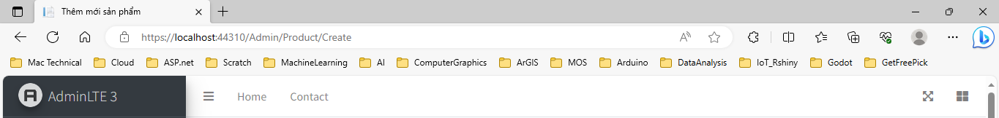 Thêm mới sản phẩm
https://localhost:44310/Admin/Product/Create
Mac Technical Cloud ASP.net Scratch MachineLearning AI ComputerGraphics ArGIS MOS Arduino DataAnalysis IoT_Rshiny Godot GetFreePick
AdminLTE 3 Home Contact